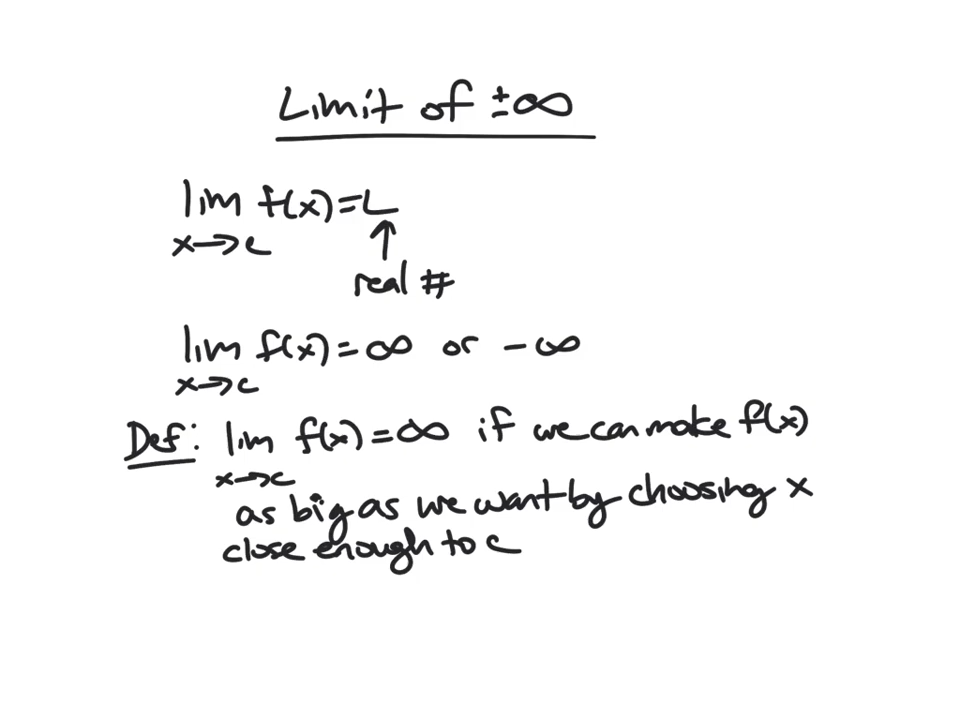 Limit of ±∞
lim f(x) = L
x→c
↑
real #
lim f(x) = ∞ or -∞
x→c
Def: lim f(x) = ∞ if we can make f(x)
x→c
as big as we want by choosing x
close enough to c